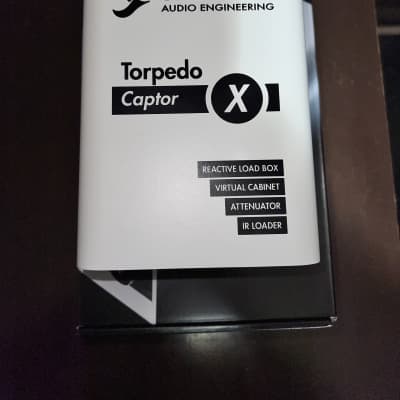 AUDIO ENGINEERING
Torpedo
Captor X
REACTIVE LOAD BOX
VIRTUAL CABINET
ATTENUATOR
IR LOADER